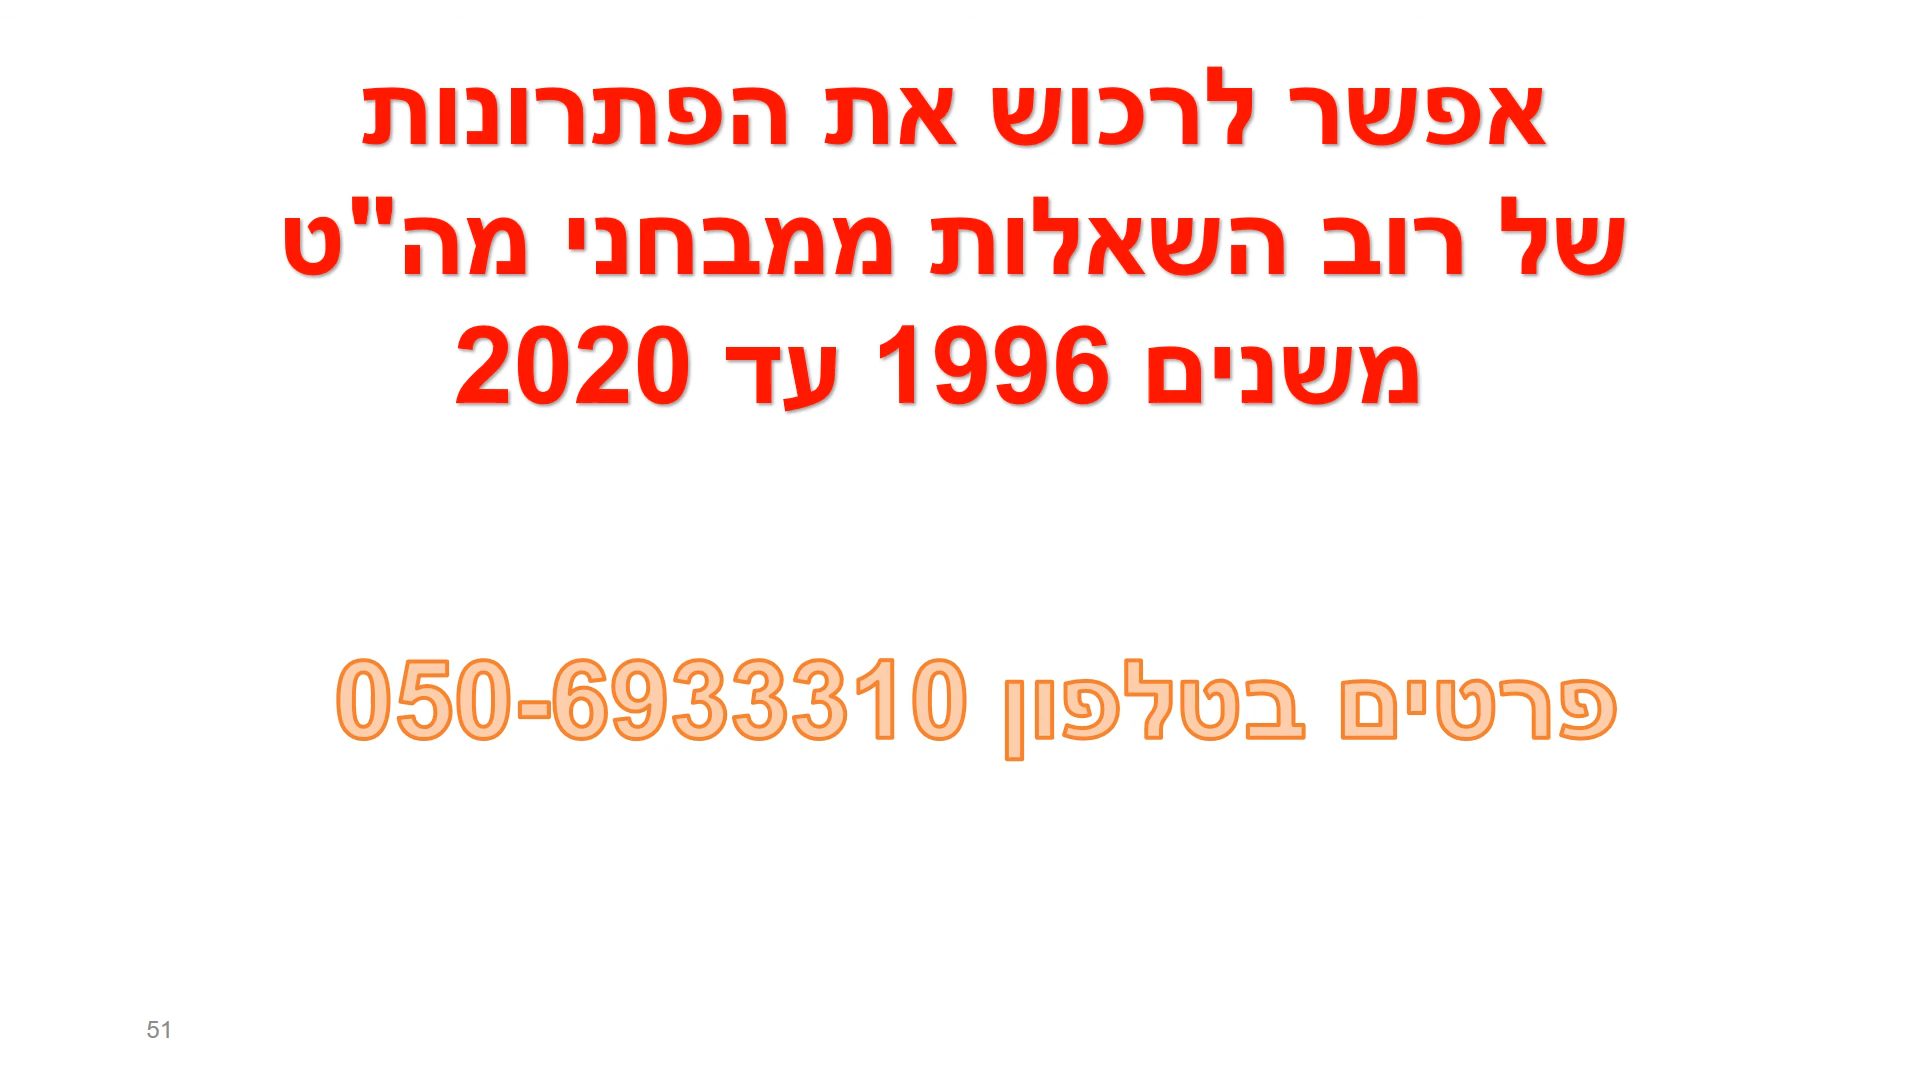 אפשר לרכוש את הפתרונות
של רוב השאלות ממבחני מה"ט
משנים 1996 עד 2020
פרטים בטלפון 050-6933310
51